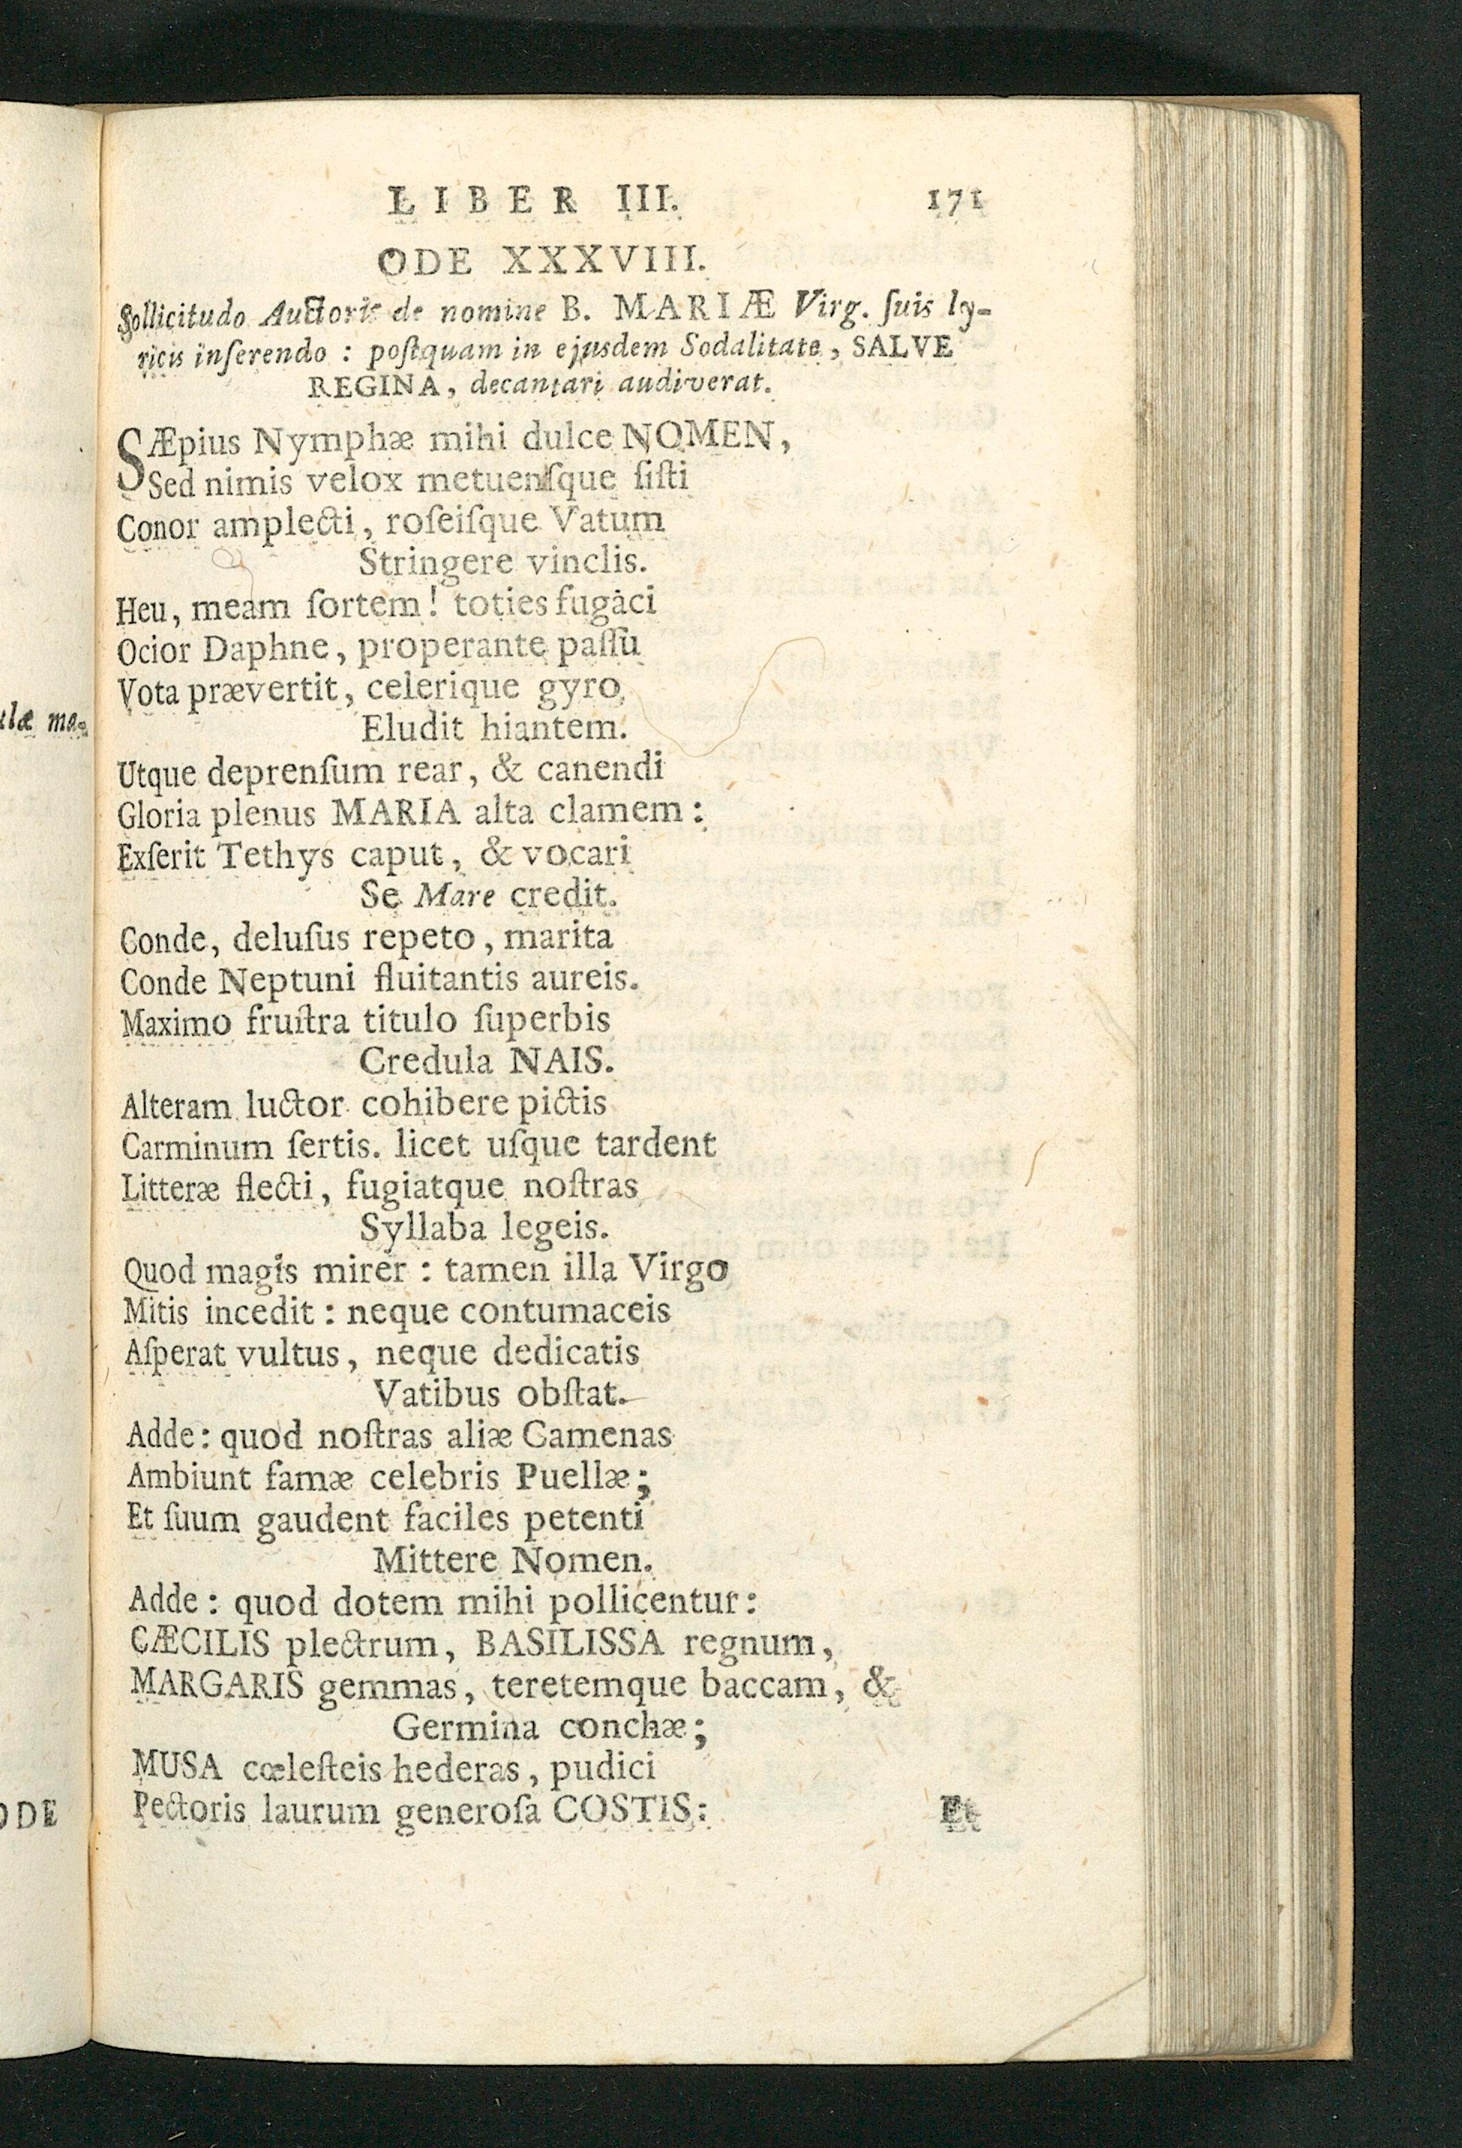 LIBER III. 171
ODE XXXVIII.
Sollicitudo Auctoris de nomine B. MARIÆ Virg. ſuis ly-
ricis inſerendo : poſtquam in ejusdem Sodalitate, SALVE
REGINA, decantari audiverat.
SÆpius Nymphæ mihi dulce NOMEN,
Sed nimis velox metuenſque ſiſti
Conor amplecti, roſeiſque Vatum
Stringere vinclis.
Heu, meam ſortem! toties fugàci
Ocior Daphne, properante paſſu
Vota prævertit, celerique gyro
Eludit hiantem.
Utque deprenſum rear, & canendi
Gloria plenus MARIA alta clamem:
Exſerit Tethys caput, & vocari
Se Mare credit.
Conde, deluſus repeto, marita
Conde Neptuni fluitantis aureis.
Maximo fruſtra titulo ſuperbis
Credula NAIS.
Alteram luctor cohibere pictis
Carminum ſertis. licet uſque tardent
Litteræ flecti, fugiatque noſtras
Syllaba legeis.
Quod magis mirer : tamen illa Virgo
Mitis incedit : neque contumaceis
Aſperat vultus, neque dedicatis
Vatibus obſtat.
Adde: quod noſtras aliæ Camenas
Ambiunt famæ celebris Puellæ;
Et ſuum gaudent faciles petenti
Mittere Nomen.
Adde: quod dotem mihi pollicentur:
CÆCILIS plectrum, BASILISSA regnum,
MARGARIS gemmas, teretemque baccam, &
Germina conchæ;
MUSA cœleſteis hederas, pudici
Pectoris laurum generoſa COSTIS:
Et
ulæ ma-
ODE